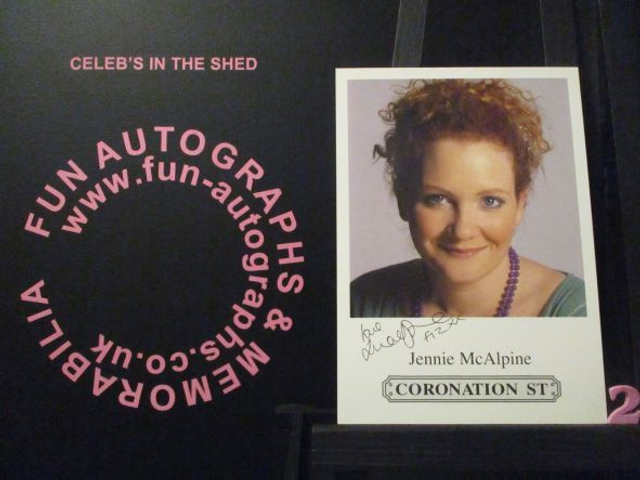 CELEB'S IN THE SHED
FUN AUTOGRAPHS & MEMORABILIA
www.fun-autographs.co.uk
Jennie McAlpine
CORONATION ST
2